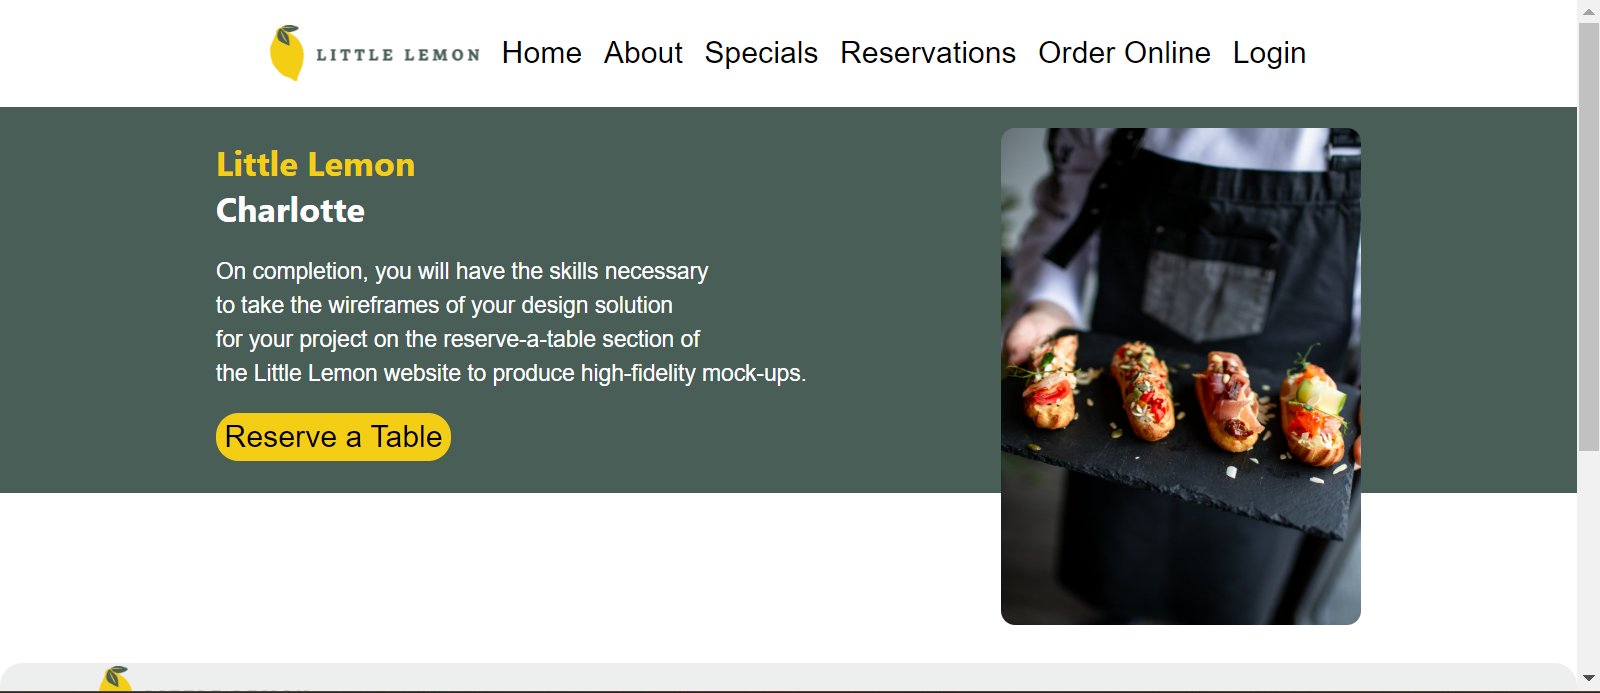 LITTLE LEMON Home About Specials Reservations Order Online Login
Little Lemon
Charlotte
On completion, you will have the skills necessary
to take the wireframes of your design solution
for your project on the reserve-a-table section of
the Little Lemon website to produce high-fidelity mock-ups.
Reserve a Table